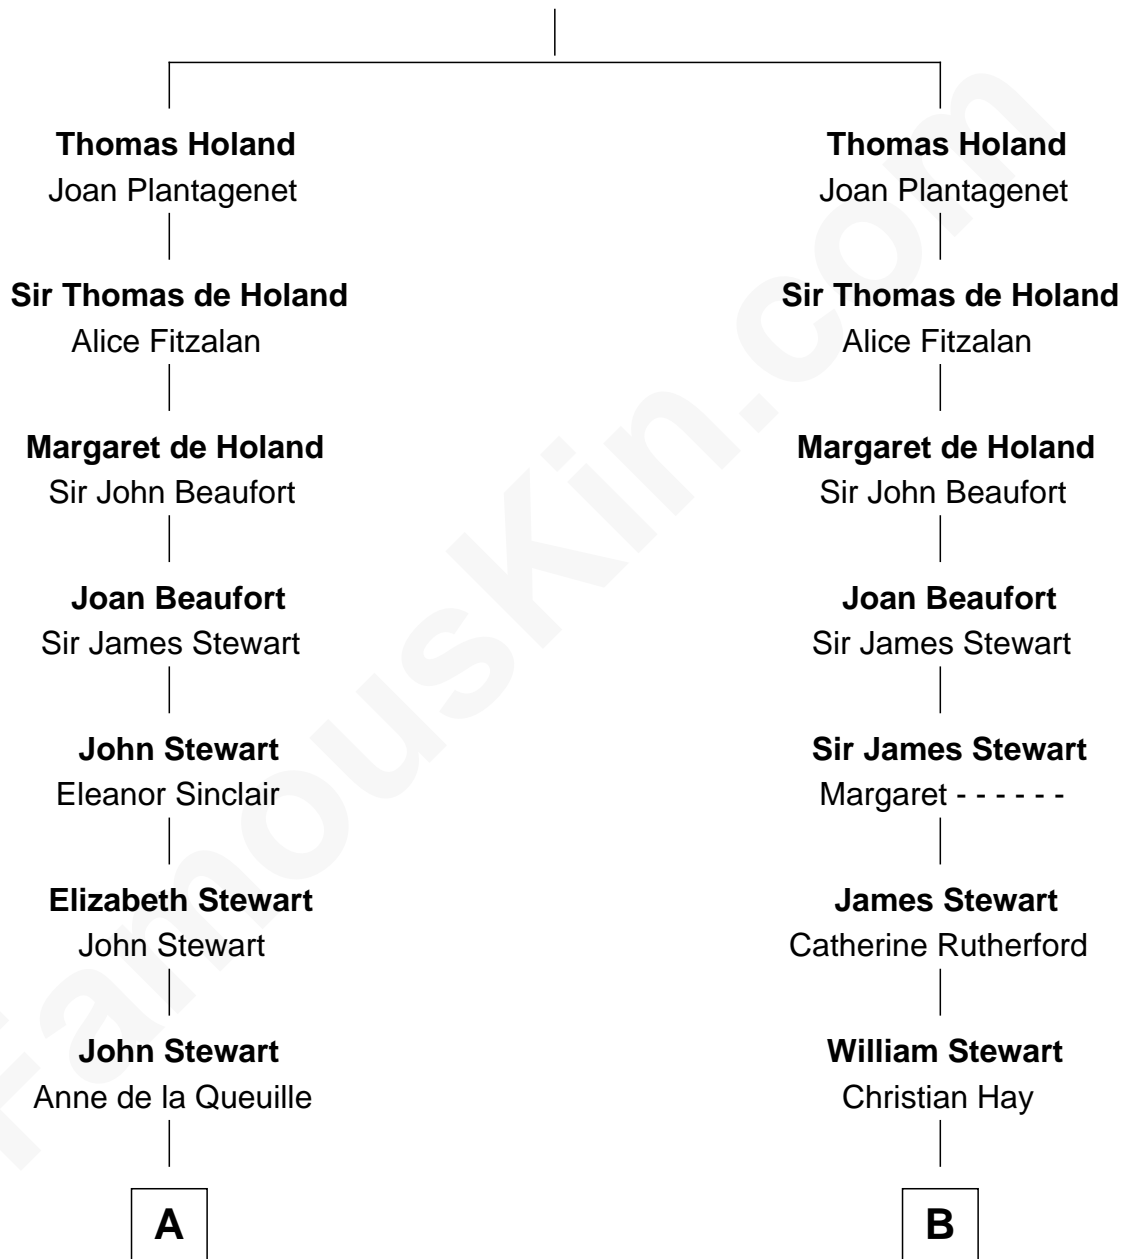 Thomas Holand
Joan Plantagenet
Sir Thomas de Holand
Alice Fitzalan
Margaret de Holand
Sir John Beaufort
Joan Beaufort
Sir James Stewart
John Stewart
Eleanor Sinclair
Elizabeth Stewart
John Stewart
John Stewart
Anne de la Queuille
A
Thomas Holand
Joan Plantagenet
Sir Thomas de Holand
Alice Fitzalan
Margaret de Holand
Sir John Beaufort
Joan Beaufort
Sir James Stewart
Sir James Stewart
Margaret - - - - - -
James Stewart
Catherine Rutherford
William Stewart
Christian Hay
B
FamousKin.com